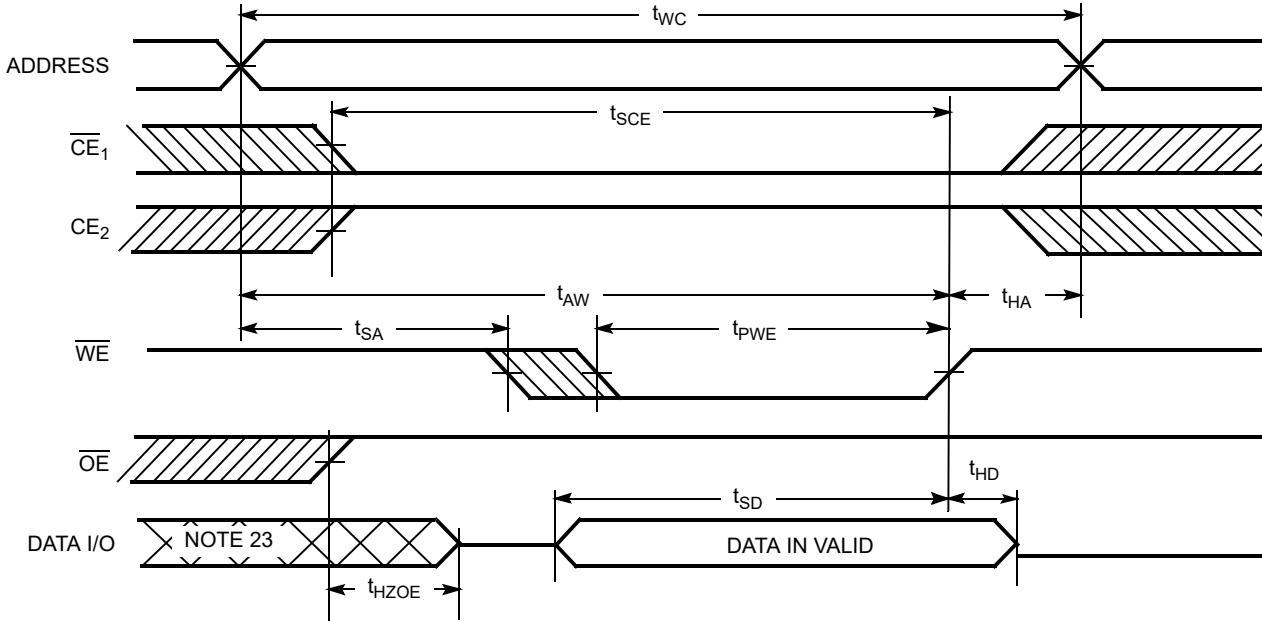 tWC
ADDRESS
tSCE
CE1
CE2
tAW
tHA
tSA
tPWE
WE
OE
tHD
tSD
DATA I/O
NOTE 23
DATA IN VALID
tHZOE